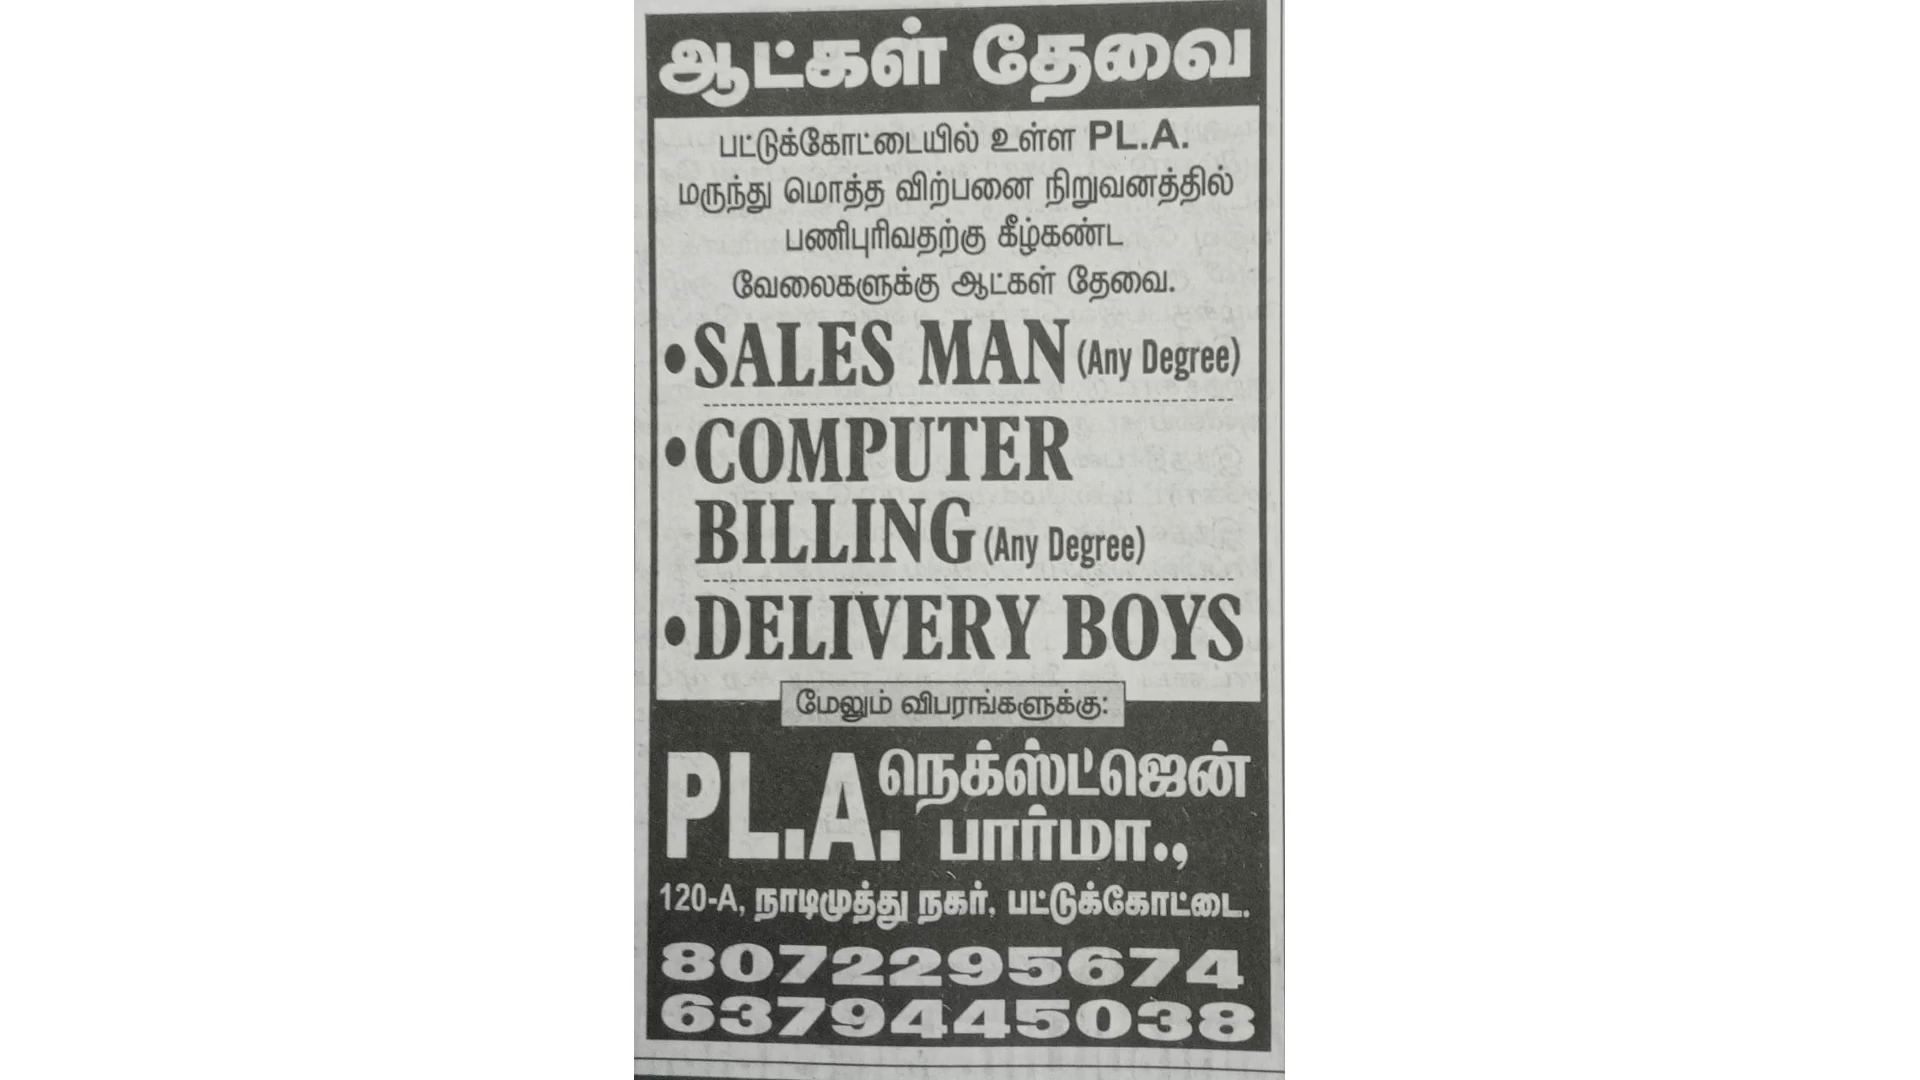 ஆட்கள் தேவை
பட்டுக்கோட்டையில் உள்ள PL.A.
மருந்து மொத்த விற்பனை நிறுவனத்தில்
பணிபுரிவதற்கு கீழ்கண்ட
வேலைகளுக்கு ஆட்கள் தேவை.
•SALES MAN (Any Degree)
•COMPUTER
BILLING (Any Degree)
•DELIVERY BOYS
மேலும் விபரங்களுக்கு:
PL.A. நெக்ஸ்ட்ஜென்
பார்மா.,
120-A, நாடிமுத்து நகர், பட்டுக்கோட்டை.
8072295674
6379445038